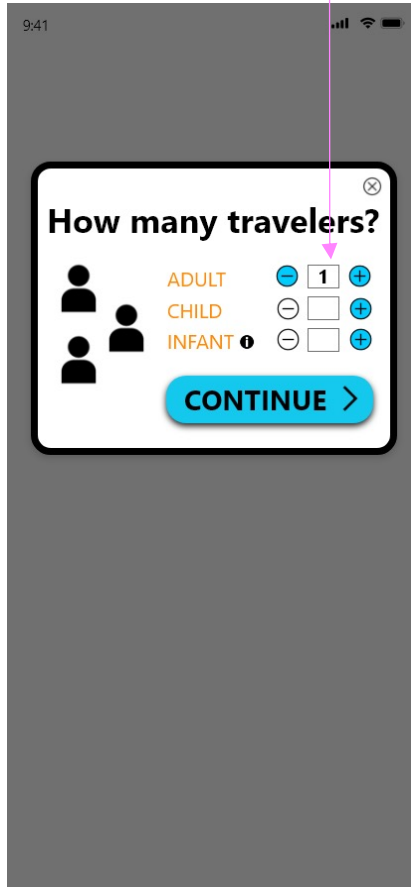 9:41
How many travelers?
ADULT 1
CHILD
INFANT
CONTINUE